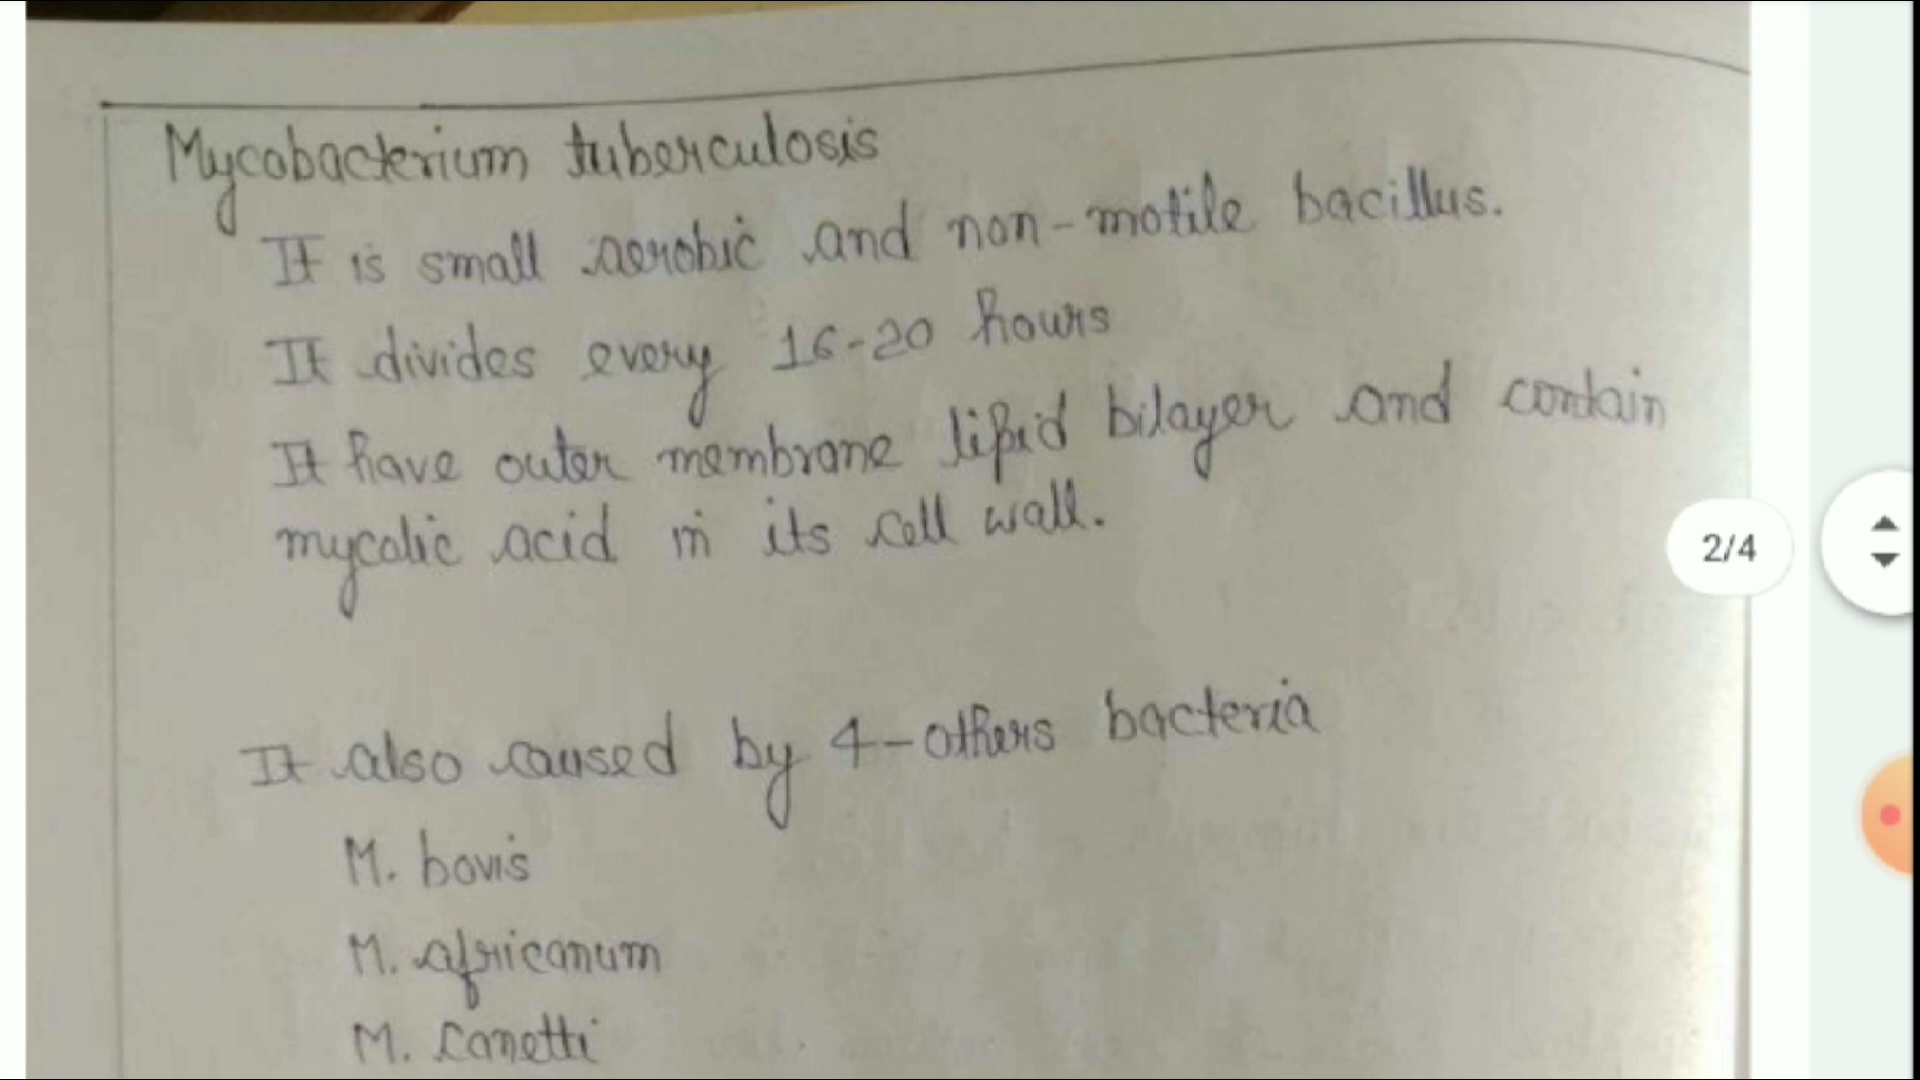 Mycobacterium tuberculosis
It is small aerobic and non-motile bacillus.
It divides every 16-20 hours
It have outer membrane lipid bilayer and contain
mycolic acid in its cell wall.
2/4
It also caused by 4-others bacteria
M. bovis
M. africanum
M. canetti